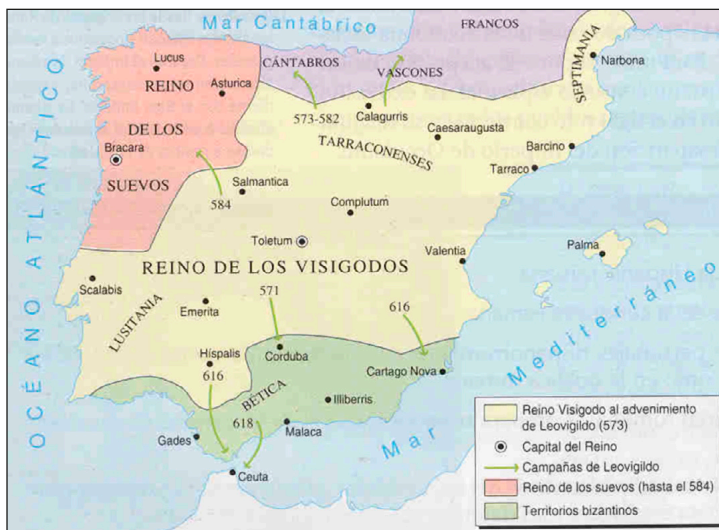 Mar Cantábrico
FRANCOS
CÁNTABROS
VASCONES
SEPTIMANIA
Narbona
Lucus
REINO
Asturica
573-582
Calagurris
DE LOS
Bracara
TARRACONENSES
Caesaraugusta
Barcino
Tarraco
SUEVOS
584
Salmantica
Complutum
Toletum
Valentia
Palma
REINO DE LOS VISIGODOS
Scalabis
LUSITANIA
Emerita
571
616
Corduba
Híspalis
616
Cartago Nova
BÉTICA
Illiberris
618
Gades
Malaca
Ceuta
OCÉANO ATLÁNTICO
Mar Mediterráneo
Reino Visigodo al advenimiento
de Leovigildo (573)
Capital del Reino
Campañas de Leovigildo
Reino de los suevos (hasta el 584)
Territorios bizantinos